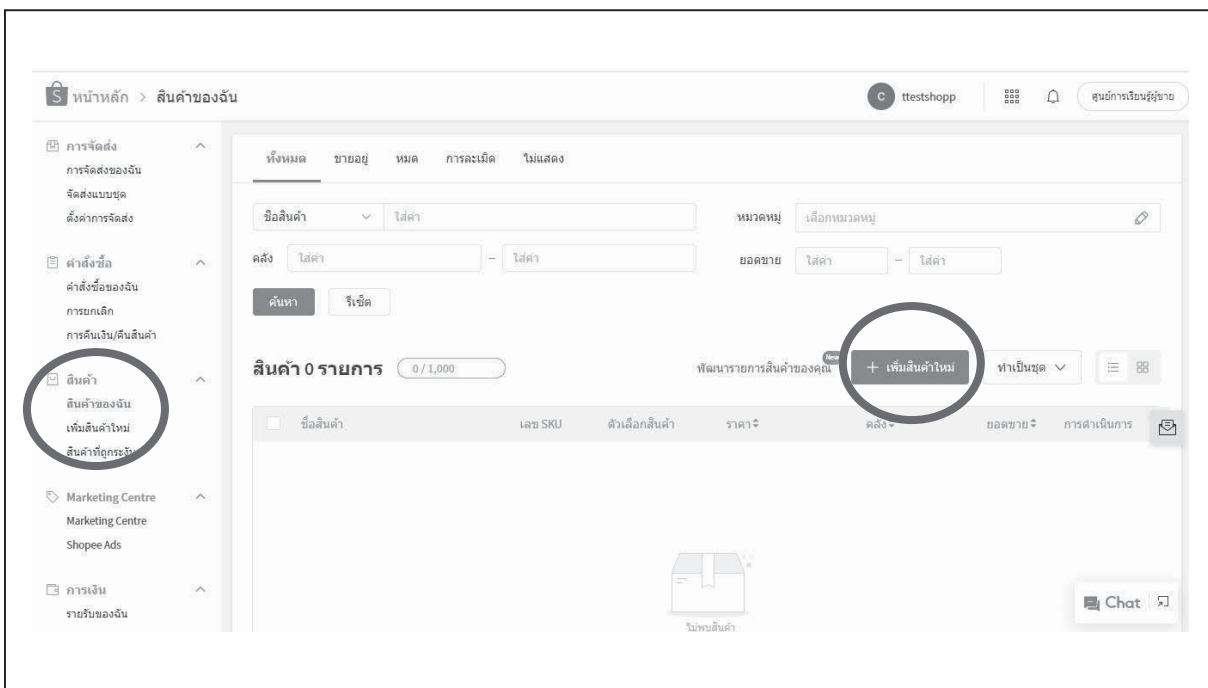 หน้าหลัก > สินค้าของฉัน
C ttestshopp ศูนย์การเรียนรู้ผู้ขาย
การจัดส่ง
การจัดส่งของฉัน
จัดส่งแบบชุด
ตั้งค่าการจัดส่ง
คำสั่งซื้อ
คำสั่งซื้อของฉัน
การยกเลิก
การคืนเงิน/คืนสินค้า
สินค้า
สินค้าของฉัน
เพิ่มสินค้าใหม่
สินค้าที่ถูกระงับ
Marketing Centre
Marketing Centre
Shopee Ads
การเงิน
รายรับของฉัน
ทั้งหมด ขายอยู่ หมด การละเมิด ไม่แสดง
ชื่อสินค้า ใส่ค่า หมวดหมู่ เลือกหมวดหมู่
คลัง ใส่ค่า – ใส่ค่า ยอดขาย ใส่ค่า – ใส่ค่า
ค้นหา รีเซ็ต
สินค้า 0 รายการ 0 / 1,000 พัฒนารายการสินค้าของคุณ New + เพิ่มสินค้าใหม่ ทำเป็นชุด
ชื่อสินค้า เลข SKU ตัวเลือกสินค้า ราคา คลัง ยอดขาย การดำเนินการ
ไม่พบสินค้า
Chat